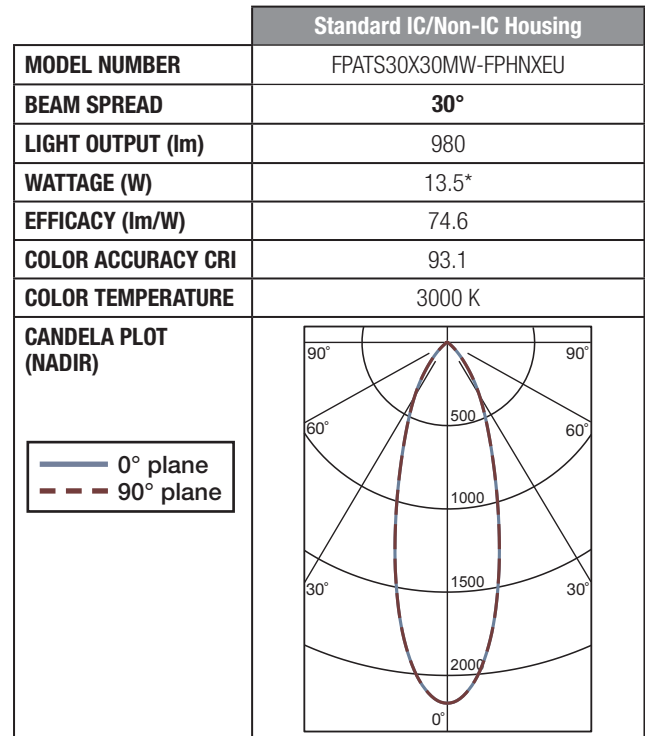 Standard IC/Non-IC Housing
MODEL NUMBER FPATS30X30MW-FPHNXEU
BEAM SPREAD 30°
LIGHT OUTPUT (lm) 980
WATTAGE (W) 13.5*
EFFICACY (lm/W) 74.6
COLOR ACCURACY CRI 93.1
COLOR TEMPERATURE 3000 K
CANDELA PLOT
(NADIR)
0° plane
90° plane
90° 90°
500
60° 60°
1000
1500
30° 30°
2000
0°